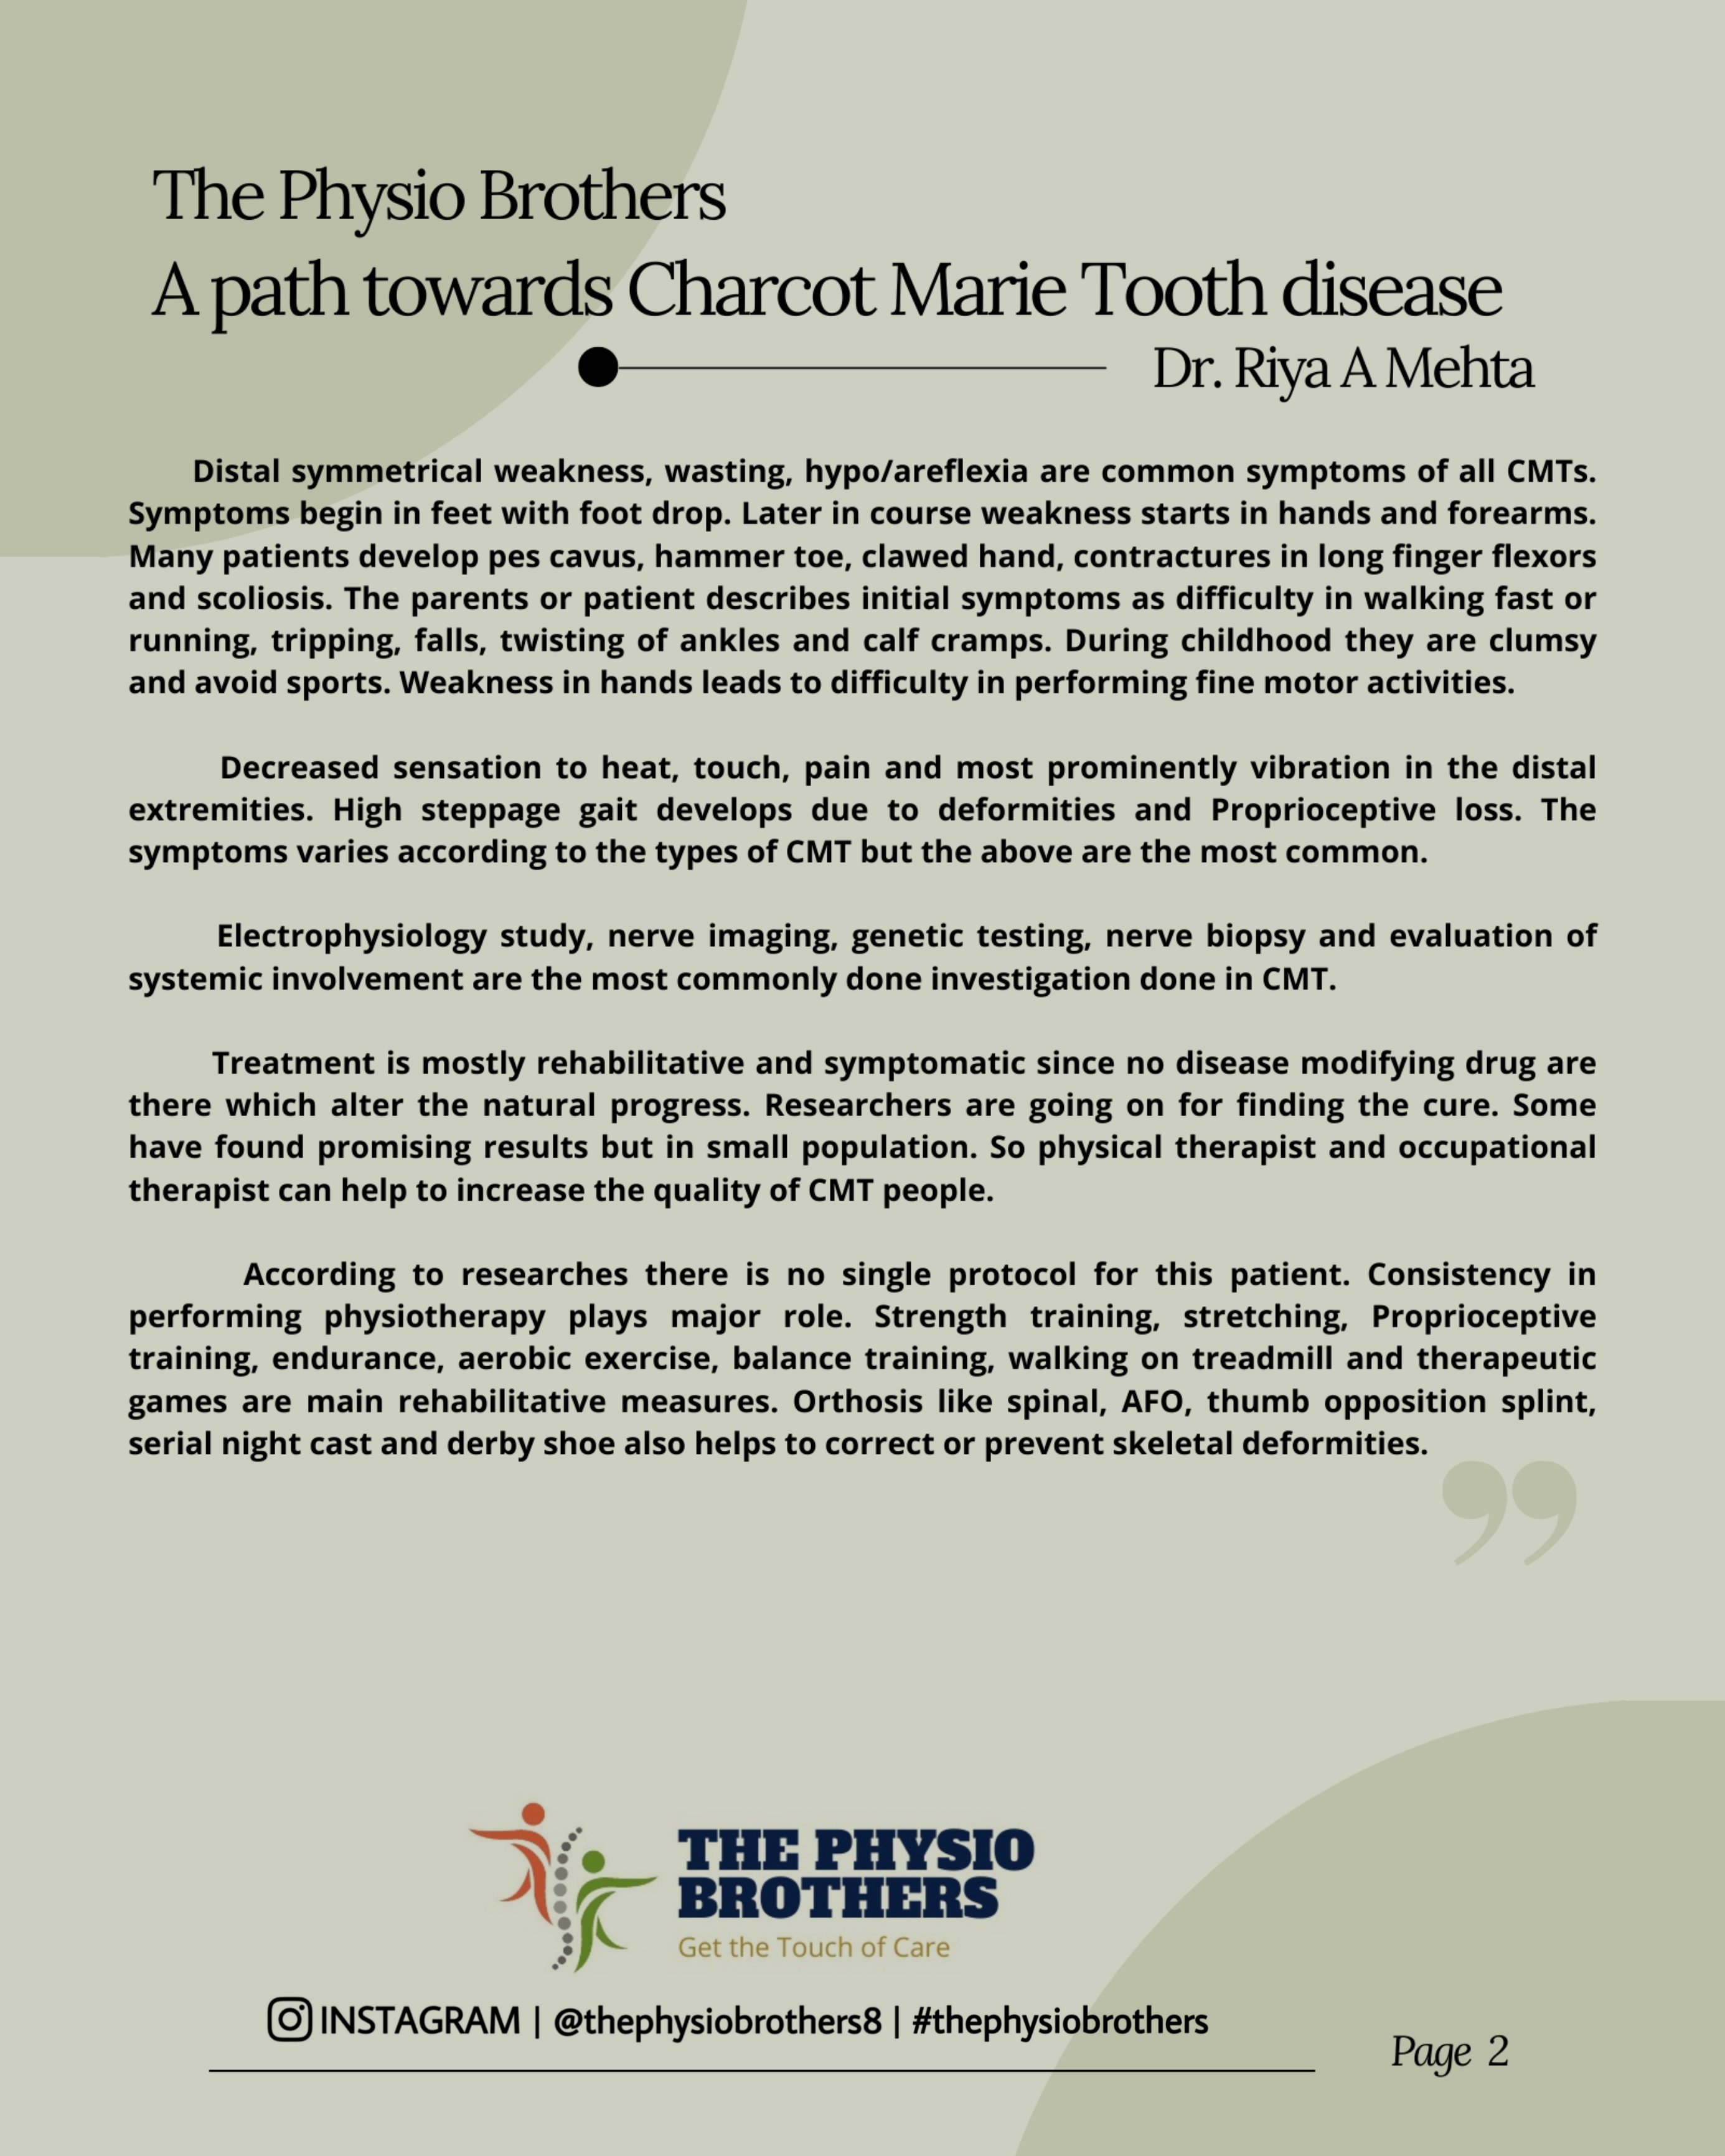 The Physio Brothers
A path towards Charcot Marie Tooth disease
Dr. Riya A Mehta
Distal symmetrical weakness, wasting, hypo/areflexia are common symptoms of all CMTs.
Symptoms begin in feet with foot drop. Later in course weakness starts in hands and forearms.
Many patients develop pes cavus, hammer toe, clawed hand, contractures in long finger flexors
and scoliosis. The parents or patient describes initial symptoms as difficulty in walking fast or
running, tripping, falls, twisting of ankles and calf cramps. During childhood they are clumsy
and avoid sports. Weakness in hands leads to difficulty in performing fine motor activities.
Decreased sensation to heat, touch, pain and most prominently vibration in the distal
extremities. High steppage gait develops due to deformities and Proprioceptive loss. The
symptoms varies according to the types of CMT but the above are the most common.
Electrophysiology study, nerve imaging, genetic testing, nerve biopsy and evaluation of
systemic involvement are the most commonly done investigation done in CMT.
Treatment is mostly rehabilitative and symptomatic since no disease modifying drug are
there which alter the natural progress. Researchers are going on for finding the cure. Some
have found promising results but in small population. So physical therapist and occupational
therapist can help to increase the quality of CMT people.
According to researches there is no single protocol for this patient. Consistency in
performing physiotherapy plays major role. Strength training, stretching, Proprioceptive
training, endurance, aerobic exercise, balance training, walking on treadmill and therapeutic
games are main rehabilitative measures. Orthosis like spinal, AFO, thumb opposition splint,
serial night cast and derby shoe also helps to correct or prevent skeletal deformities.
”
THE PHYSIO
BROTHERS
Get the Touch of Care
INSTAGRAM | @thephysiobrothers8 | #thephysiobrothers
Page 2